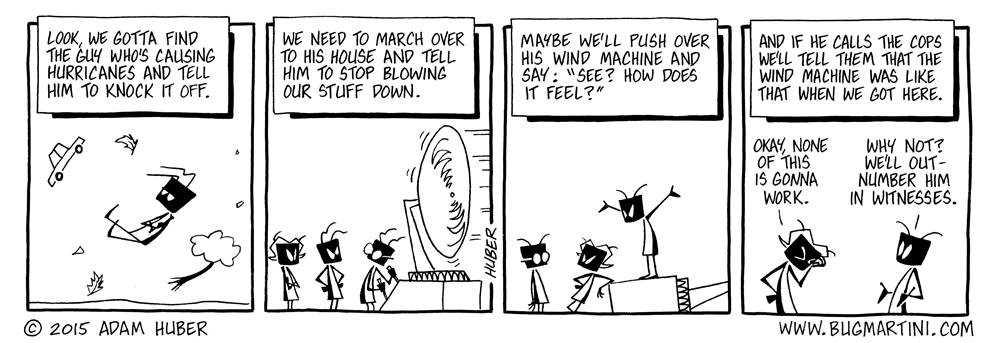 LOOK, WE GOTTA FIND
THE GUY WHO'S CAUSING
HURRICANES AND TELL
HIM TO KNOCK IT OFF.
WE NEED TO MARCH OVER
TO HIS HOUSE AND TELL
HIM TO STOP BLOWING
OUR STUFF DOWN.
HUBER
MAYBE WE'LL PUSH OVER
HIS WIND MACHINE AND
SAY: "SEE? HOW DOES
IT FEEL?"
AND IF HE CALLS THE COPS
WE'LL TELL THEM THAT THE
WIND MACHINE WAS LIKE
THAT WHEN WE GOT HERE.
OKAY, NONE
OF THIS
IS GONNA
WORK.
WHY NOT?
WE'LL OUT-
NUMBER HIM
IN WITNESSES.
© 2015 ADAM HUBER
WWW.BUGMARTINI.COM